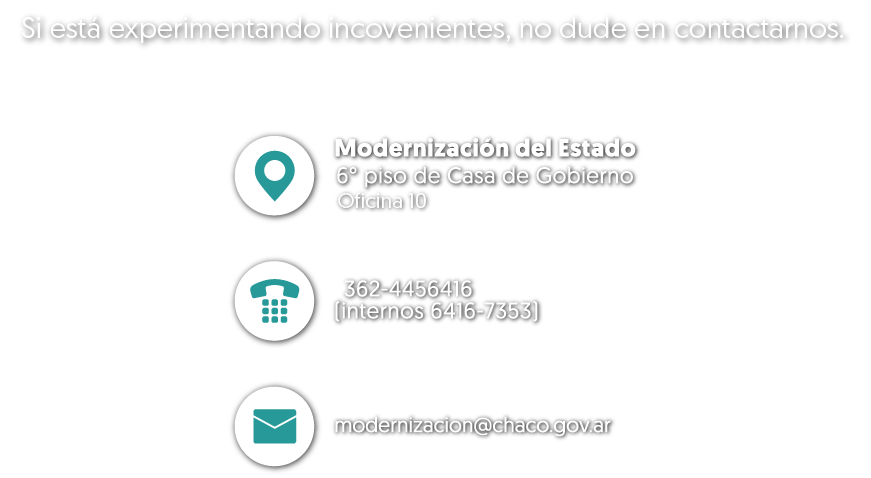 Si está experimentando incovenientes, no dude en contactarnos.
Modernización del Estado
6° piso de Casa de Gobierno
Oficina 10
362-4456416
(internos 6416-7353)
modernizacion@chaco.gov.ar